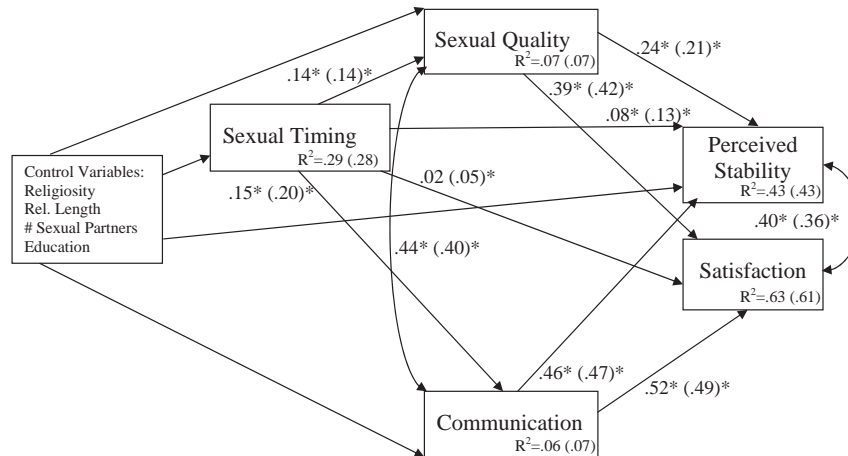 Sexual Quality
R²=.07 (.07)
.24* (.21)*
.14* (.14)*
.39* (.42)*
Sexual Timing
R²=.29 (.28)
.08* (.13)*
Perceived
Stability
R²=.43 (.43)
Control Variables:
Religiosity
Rel. Length
# Sexual Partners
Education
.15* (.20)*
.02 (.05)*
.44* (.40)*
.40* (.36)*
Satisfaction
R²=.63 (.61)
.46* (.47)*
.52* (.49)*
Communication
R²=.06 (.07)